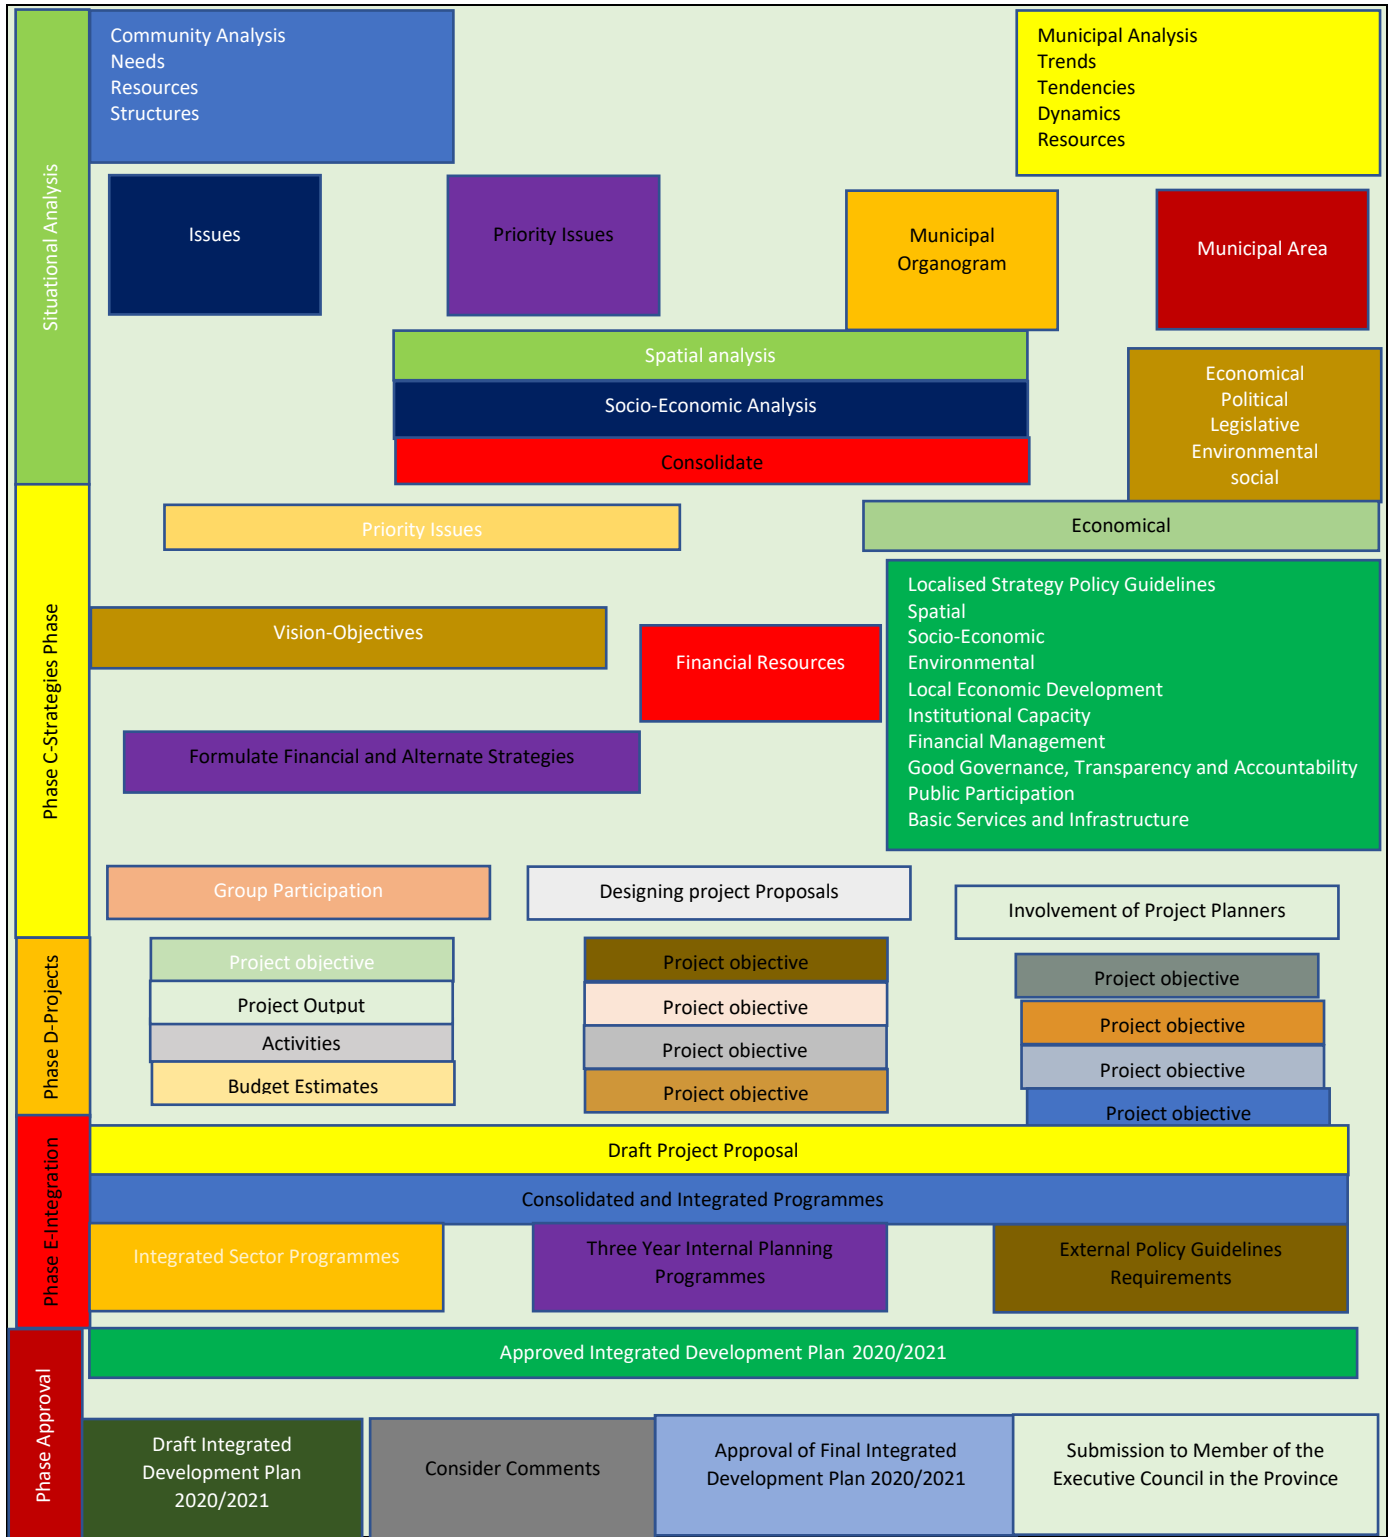 Situational Analysis
Community Analysis
Needs
Resources
Structures
Municipal Analysis
Trends
Tendencies
Dynamics
Resources
Issues
Priority Issues
Municipal
Organogram
Municipal Area
Spatial analysis
Socio-Economic Analysis
Consolidate
Economical
Political
Legislative
Environmental
social
Phase C-Strategies Phase
Priority Issues
Economical
Vision-Objectives
Financial Resources
Localised Strategy Policy Guidelines
Spatial
Socio-Economic
Environmental
Local Economic Development
Institutional Capacity
Financial Management
Good Governance, Transparency and Accountability
Public Participation
Basic Services and Infrastructure
Formulate Financial and Alternate Strategies
Group Participation
Designing project Proposals
Involvement of Project Planners
Phase D-Projects
Project objective
Project Output
Activities
Budget Estimates
Project objective
Project objective
Project objective
Project objective
Project objective
Project objective
Project objective
Project objective
Phase E-Integration
Draft Project Proposal
Consolidated and Integrated Programmes
Integrated Sector Programmes
Three Year Internal Planning
Programmes
External Policy Guidelines
Requirements
Phase Approval
Approved Integrated Development Plan 2020/2021
Draft Integrated
Development Plan
2020/2021
Consider Comments
Approval of Final Integrated
Development Plan 2020/2021
Submission to Member of the
Executive Council in the Province